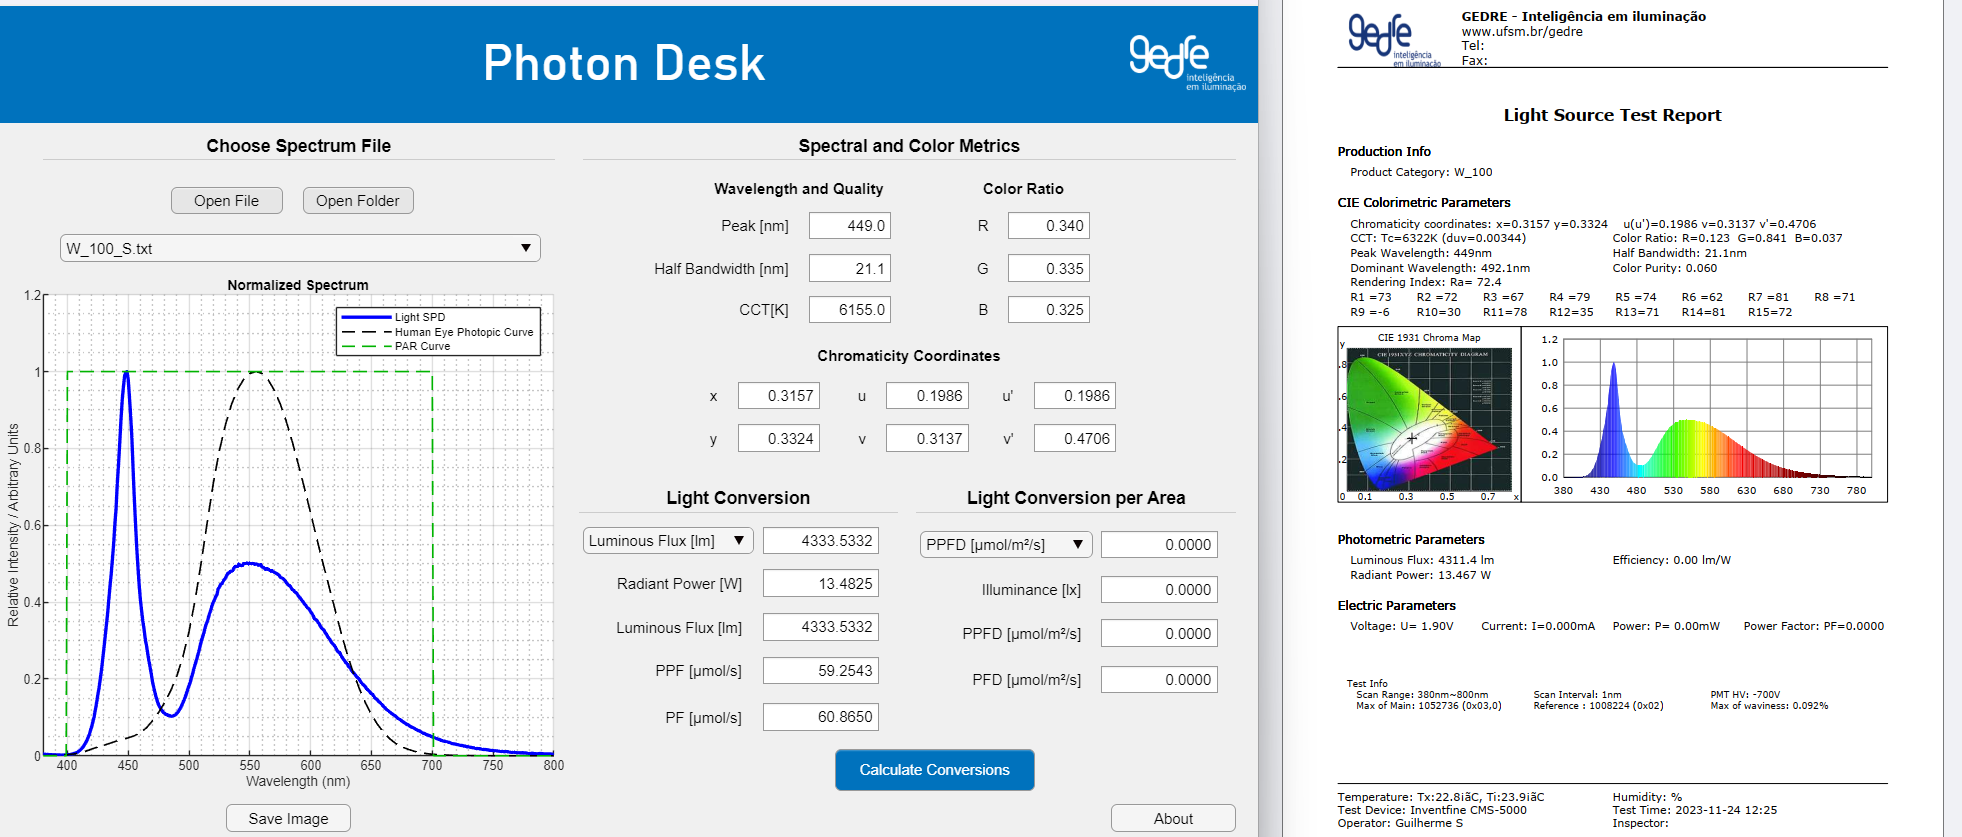 Photon Desk
gedre
inteligência
em iluminação
Choose Spectrum File
Open File
Open Folder
W_100_S.txt
Normalized Spectrum
Light SPD
Human Eye Photopic Curve
PAR Curve
Relative Intensity / Arbitrary Units
1.2
1
0.8
0.6
0.4
0.2
0
400 450 500 550 600 650 700 750 800
Wavelength (nm)
Save Image
Spectral and Color Metrics
Wavelength and Quality
Color Ratio
Peak [nm] 449.0
R 0.340
Half Bandwidth [nm] 21.1
G 0.335
CCT[K] 6155.0
B 0.325
Chromaticity Coordinates
x 0.3157 u 0.1986 u' 0.1986
y 0.3324 v 0.3137 v' 0.4706
Light Conversion
Luminous Flux [lm] 4333.5332
Radiant Power [W] 13.4825
Luminous Flux [lm] 4333.5332
PPF [µmol/s] 59.2543
PF [µmol/s] 60.8650
Light Conversion per Area
PPFD [µmol/m²/s] 0.0000
Illuminance [lx] 0.0000
PPFD [µmol/m²/s] 0.0000
PFD [µmol/m²/s] 0.0000
Calculate Conversions
About
gedre
inteligência
em iluminação
GEDRE - Inteligência em iluminação
www.ufsm.br/gedre
Tel:
Fax:
Light Source Test Report
Production Info
Product Category: W_100
CIE Colorimetric Parameters
Chromaticity coordinates: x=0.3157 y=0.3324 u(u')=0.1986 v=0.3137 v'=0.4706
CCT: Tc=6322K (duv=0.00344) Color Ratio: R=0.123 G=0.841 B=0.037
Peak Wavelength: 449nm Half Bandwidth: 21.1nm
Dominant Wavelength: 492.1nm Color Purity: 0.060
Rendering Index: Ra= 72.4
R1 =73 R2 =72 R3 =67 R4 =79 R5 =74 R6 =62 R7 =81 R8 =71
R9 =-6 R10=30 R11=78 R12=35 R13=71 R14=81 R15=72
CIE 1931 Chroma Map
CIE 1931XYZ CHROMATICITY DIAGRAM
y
.8
.6
.4
.2
0 0.1 0.3 0.5 0.7 x
1.2
1.0
0.8
0.6
0.4
0.2
0.0
380 430 480 530 580 630 680 730 780
Photometric Parameters
Luminous Flux: 4311.4 lm Efficiency: 0.00 lm/W
Radiant Power: 13.467 W
Electric Parameters
Voltage: U= 1.90V Current: I=0.000mA Power: P= 0.00mW Power Factor: PF=0.0000
Test Info
Scan Range: 380nm~800nm Scan Interval: 1nm PMT HV: -700V
Max of Main: 1052736 (0x03,0) Reference : 1008224 (0x02) Max of waviness: 0.092%
Temperature: Tx:22.8iãC, Ti:23.9iãC Humidity: %
Test Device: Inventfine CMS-5000 Test Time: 2023-11-24 12:25
Operator: Guilherme S Inspector: